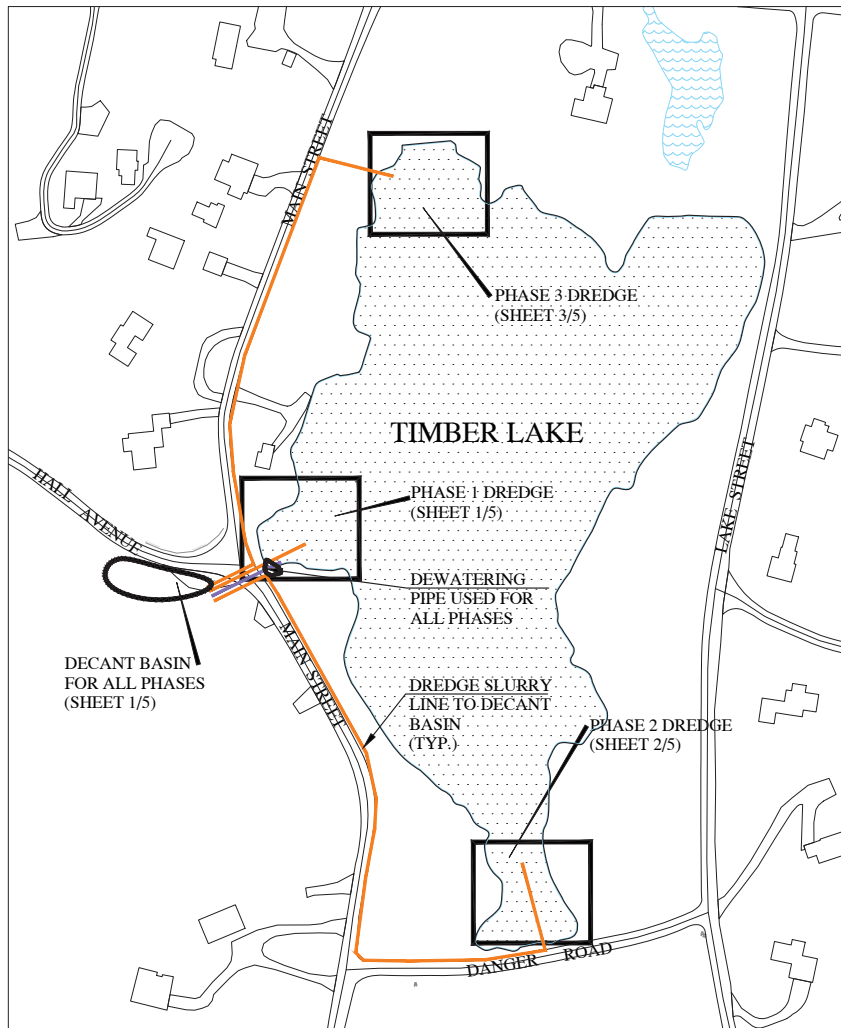 MAIN STREET
PHASE 3 DREDGE
(SHEET 3/5)
TIMBER LAKE
HALL AVENUE
PHASE 1 DREDGE
(SHEET 1/5)
LAKE STREET
DEWATERING
PIPE USED FOR
ALL PHASES
DECANT BASIN
FOR ALL PHASES
(SHEET 1/5)
MAIN STREET
DREDGE SLURRY
LINE TO DECANT
BASIN
(TYP.)
PHASE 2 DREDGE
(SHEET 2/5)
DANGER ROAD